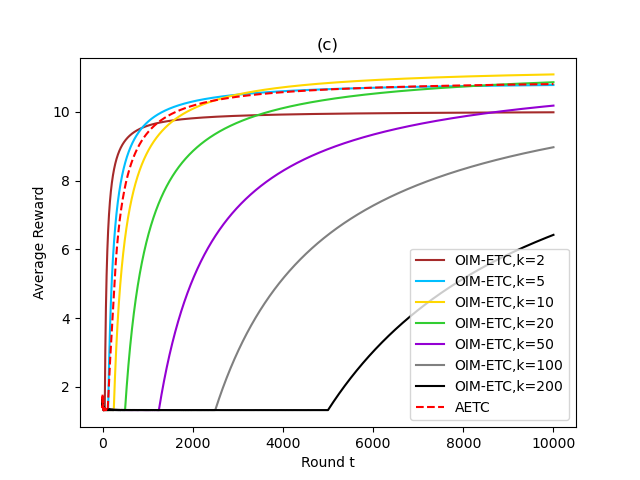 (c)
Average Reward
10
8
6
4
2
0
2000
4000
6000
8000
10000
Round t
OIM-ETC,k=2
OIM-ETC,k=5
OIM-ETC,k=10
OIM-ETC,k=20
OIM-ETC,k=50
OIM-ETC,k=100
OIM-ETC,k=200
AETC